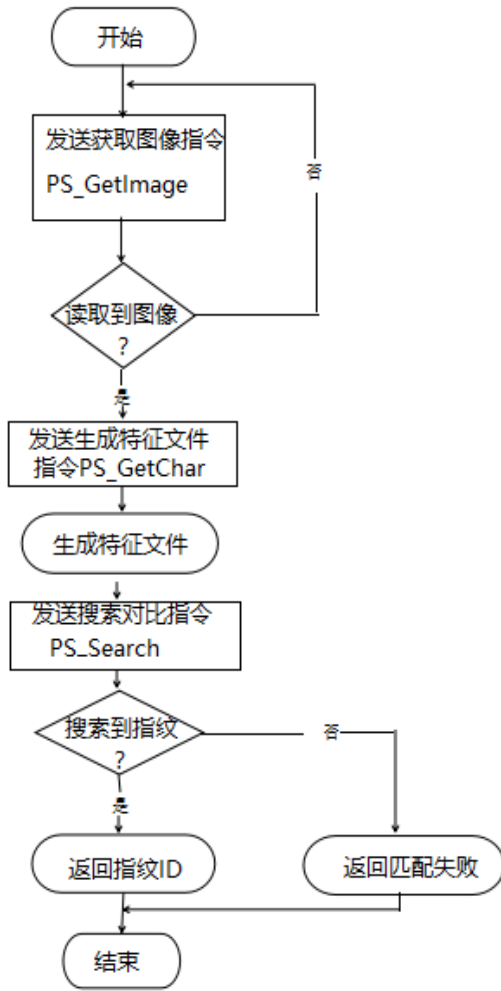 开始
发送获取图像指令
PS_GetImage
否
读取到图像
？
是
发送生成特征文件
指令PS_GetChar
生成特征文件
发送搜索对比指令
PS_Search
搜索到指纹
？
否
是
返回指纹ID
返回匹配失败
结束